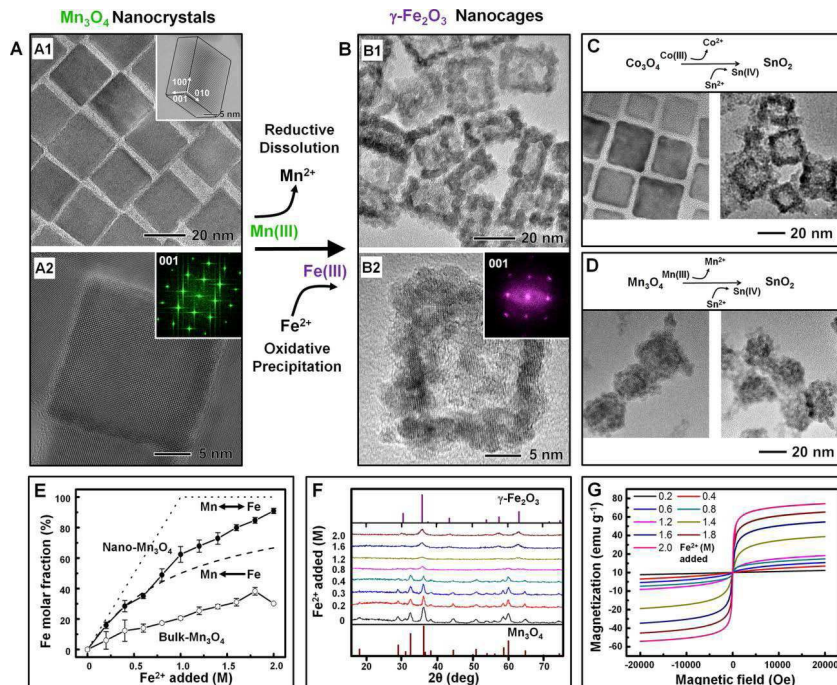 Mn₃O₄ Nanocrystals
γ-Fe₂O₃ Nanocages
A
A1
100
010
001
5 nm
20 nm
A2
001
5 nm
Reductive
Dissolution
Mn²⁺
Mn(III)
Fe(III)
Fe²⁺
Oxidative
Precipitation
B
B1
20 nm
B2
001
5 nm
C
Co²⁺
Co₃O₄ Co(III) SnO₂
Sn(IV)
Sn²⁺
20 nm
D
Mn²⁺
Mn₃O₄ Mn(III) SnO₂
Sn(IV)
Sn²⁺
20 nm
E
Fe molar fraction (%)
100
80
60
40
20
0
Mn Fe
Nano-Mn₃O₄
Mn Fe
Bulk-Mn₃O₄
0 0.5 1.0 1.5 2.0
Fe²⁺ added (M)
F
γ-Fe₂O₃
Fe²⁺ added (M)
2.0
1.6
1.2
0.8
0.4
0.3
0.2
0
Mn₃O₄
20 30 40 50 60 70
2θ (deg)
G
Magnetization (emu g⁻¹)
80
60
40
20
0
-20
-40
-60
0.2 0.4
0.6 0.8
1.2 1.4
1.6 1.8
2.0 Fe²⁺ (M)
added
-20000 -10000 0 10000 20000
Magnetic field (Oe)